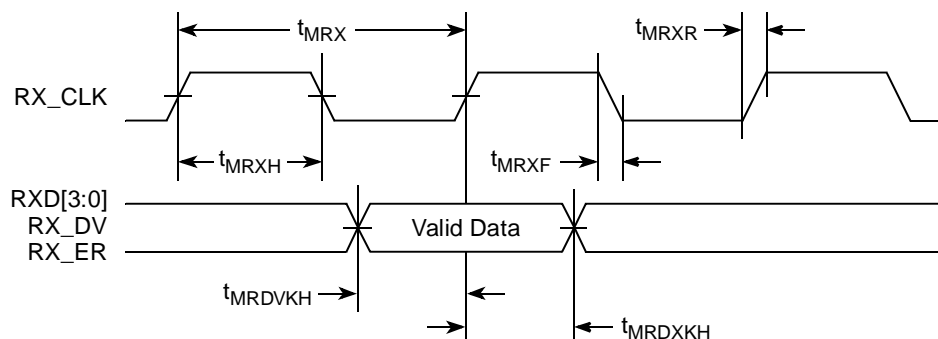 tMRX
tMRXR
RX_CLK
tMRXH
tMRXF
RXD[3:0]
RX_DV
Valid Data
RX_ER
tMRDVKH
tMRDXKH